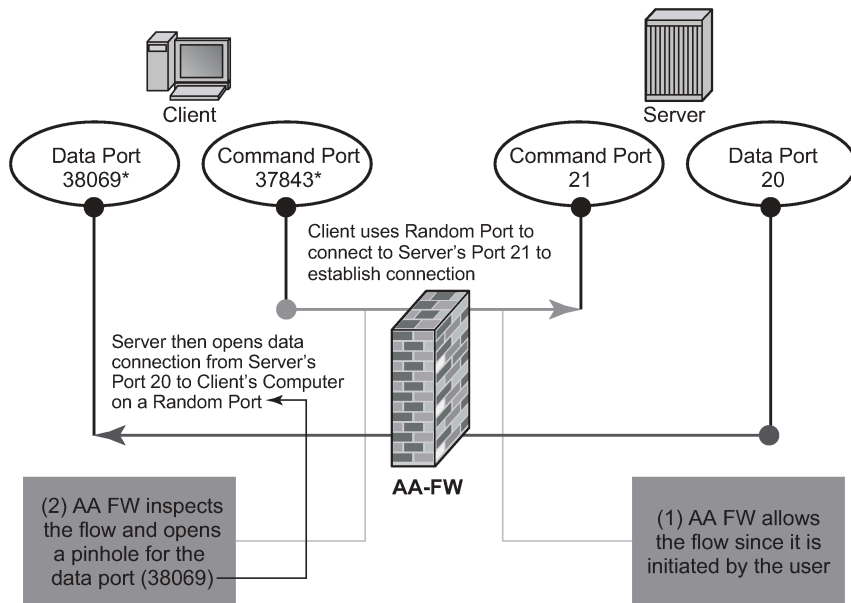 Client
Server
Data Port
38069*
Command Port
37843*
Command Port
21
Data Port
20
Client uses Random Port to
connect to Server's Port 21 to
establish connection
Server then opens data
connection from Server's
Port 20 to Client's Computer
on a Random Port
AA-FW
(2) AA FW inspects
the flow and opens
a pinhole for the
data port (38069)
(1) AA FW allows
the flow since it is
initiated by the user